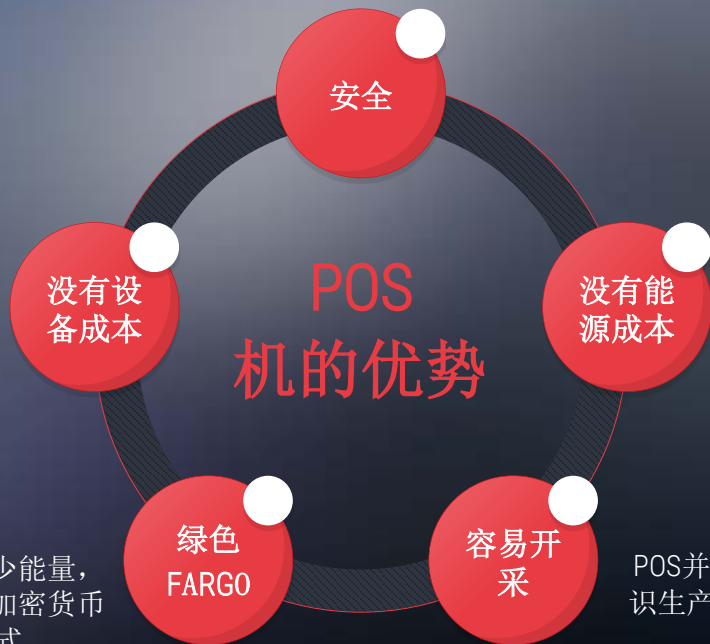 安全
没有设
备成本
POS
机的优势
没有能
源成本
绿色
FARGO
容易开
采
少能量，
加密货币
式
POS并
识生产